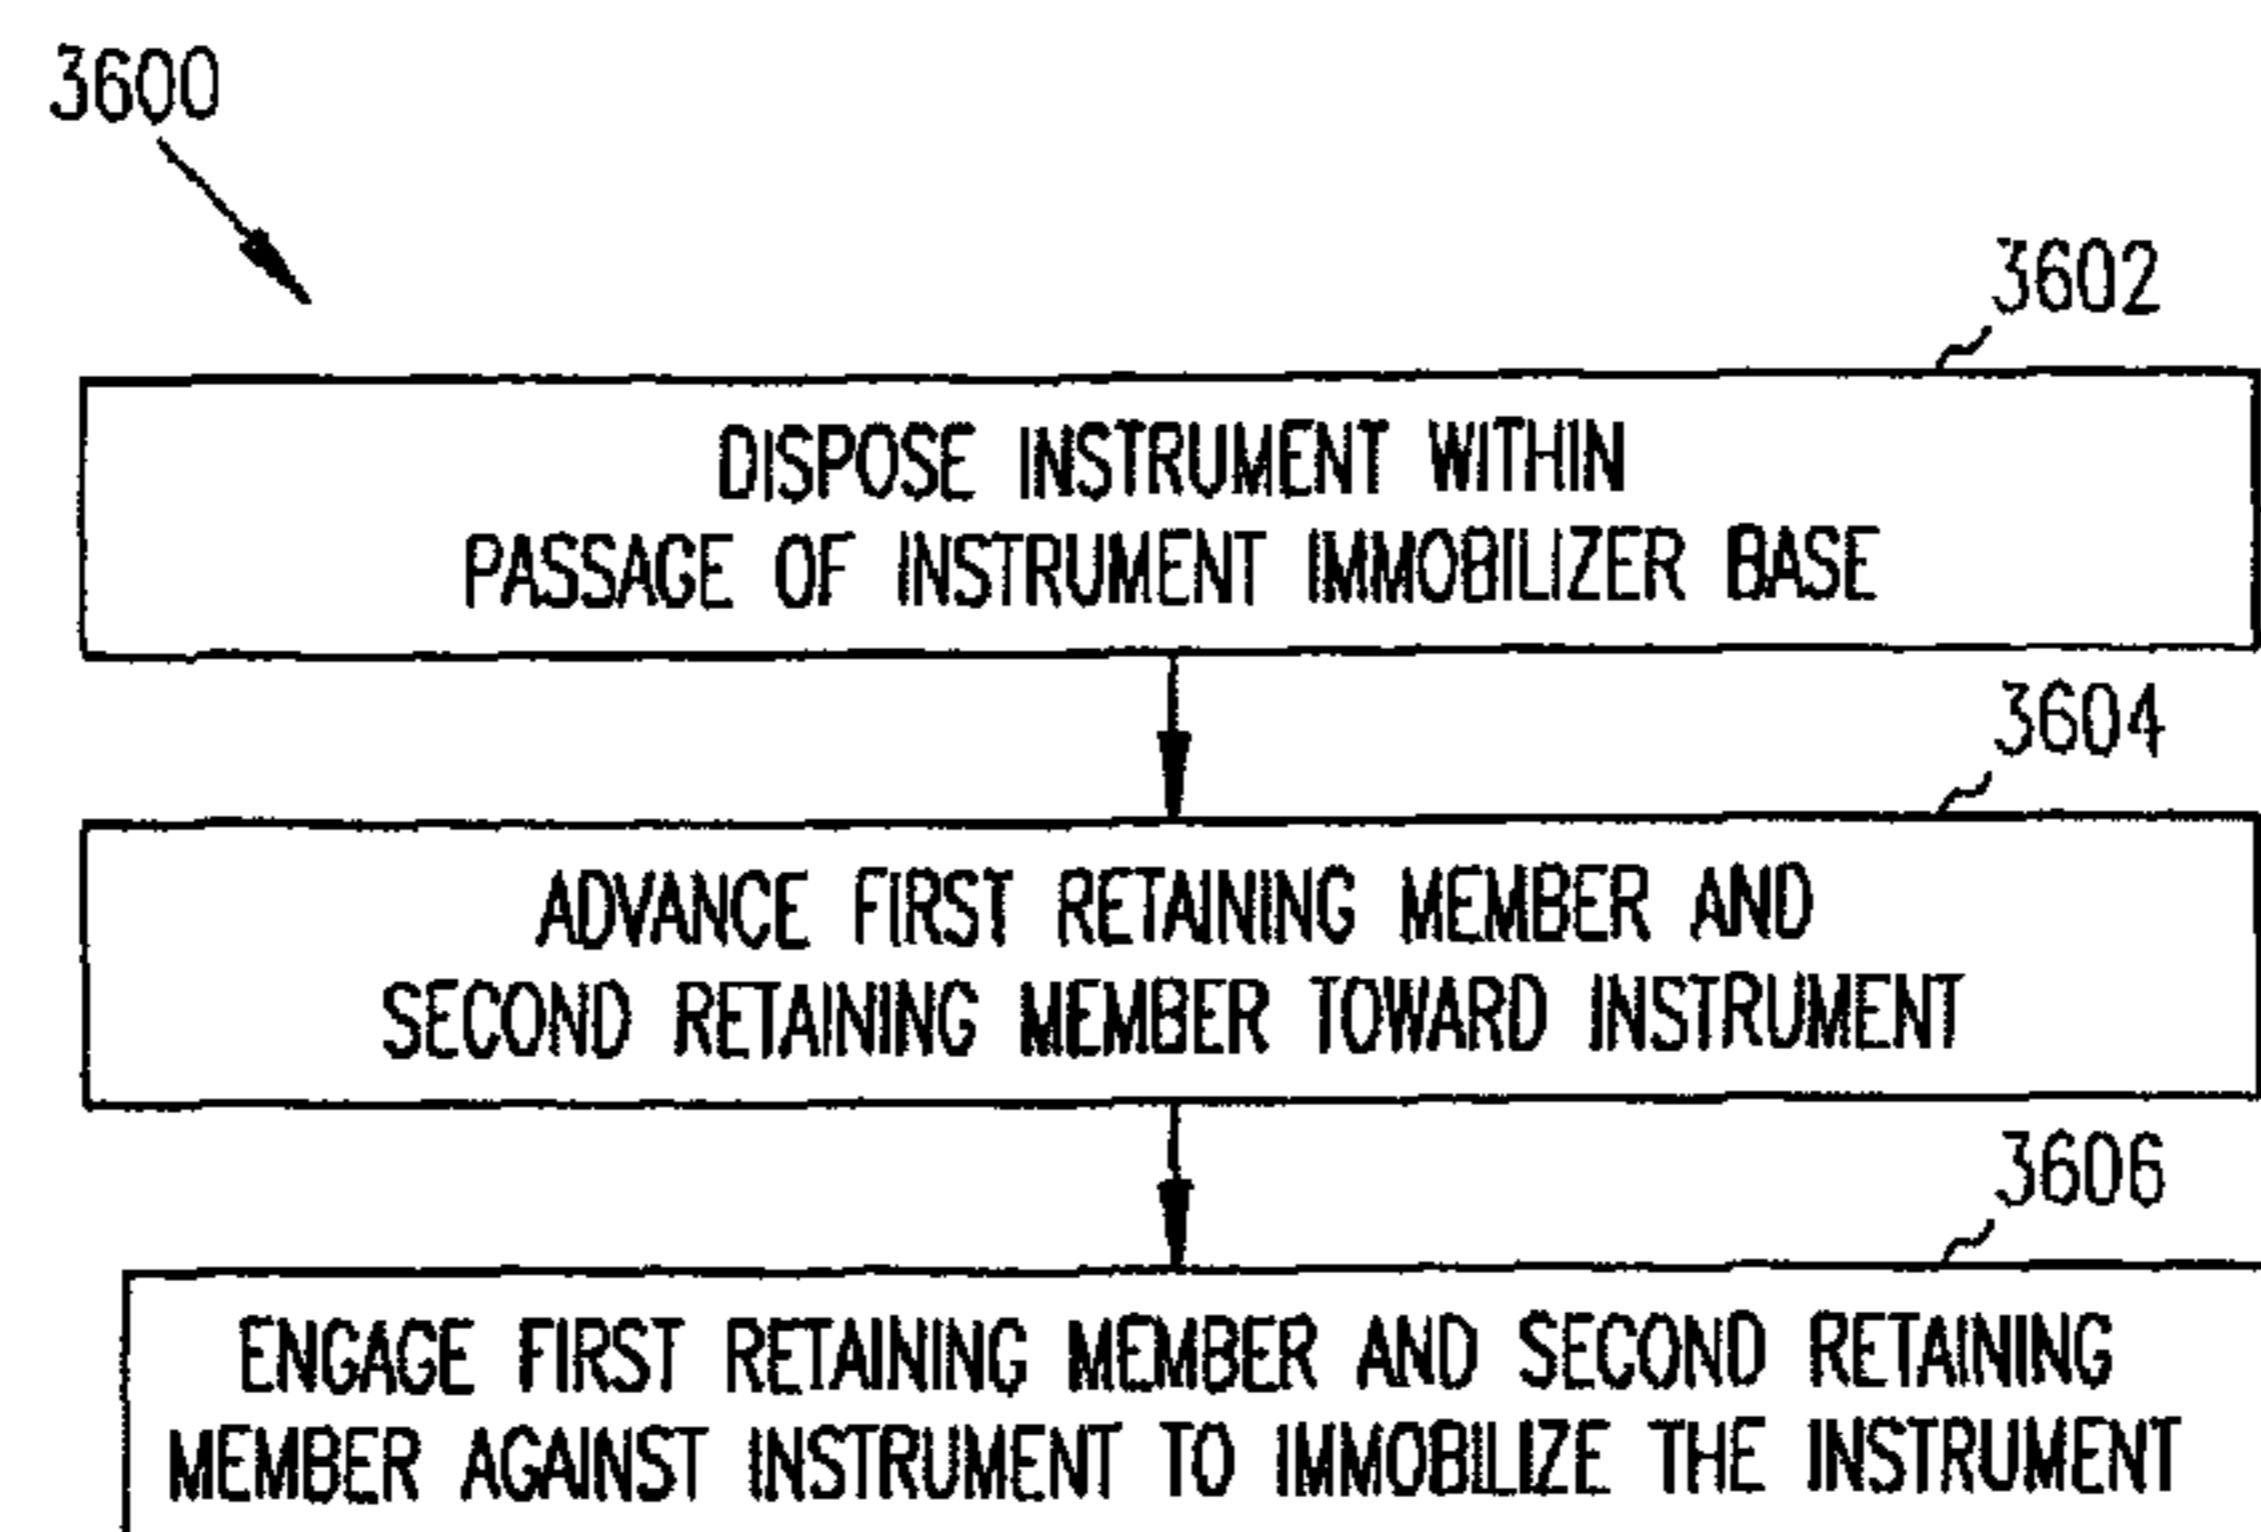 3600
3602
DISPOSE INSTRUMENT WITHIN
PASSAGE OF INSTRUMENT IMMOBILIZER BASE
3604
ADVANCE FIRST RETAINING MEMBER AND
SECOND RETAINING MEMBER TOWARD INSTRUMENT
3606
ENGAGE FIRST RETAINING MEMBER AND SECOND RETAINING
MEMBER AGAINST INSTRUMENT TO IMMOBILIZE THE INSTRUMENT